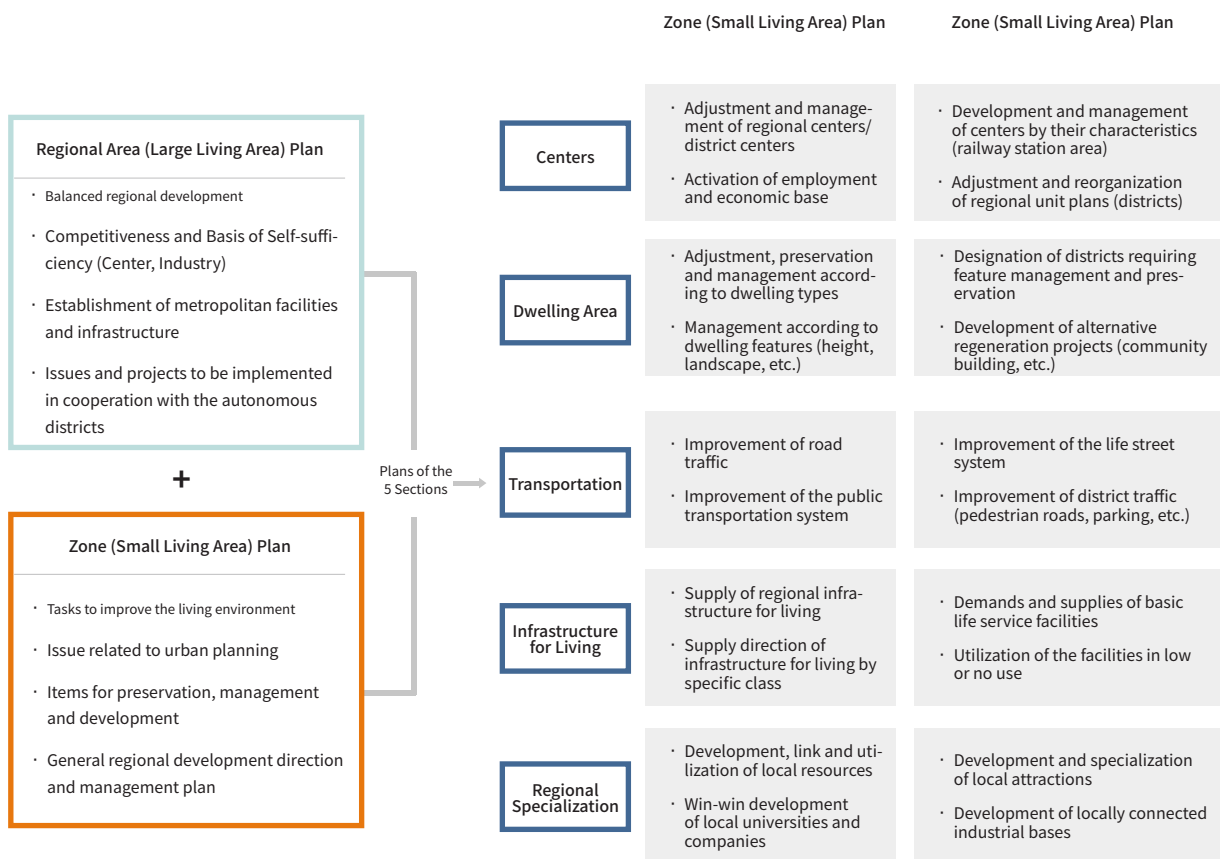 Zone (Small Living Area) Plan
Zone (Small Living Area) Plan
Regional Area (Large Living Area) Plan
· Balanced regional development
· Competitiveness and Basis of Self-suffi-
ciency (Center, Industry)
· Establishment of metropolitan facilities
and infrastructure
· Issues and projects to be implemented
in cooperation with the autonomous
districts
+
Zone (Small Living Area) Plan
· Tasks to improve the living environment
· Issue related to urban planning
· Items for preservation, management
and development
· General regional development direction
and management plan
Plans of the
5 Sections
Centers
· Adjustment and manage-
ment of regional centers/
district centers
· Activation of employment
and economic base
· Development and management
of centers by their characteristics
(railway station area)
· Adjustment and reorganization
of regional unit plans (districts)
Dwelling Area
· Adjustment, preservation
and management accord-
ing to dwelling types
· Management according to
dwelling features (height,
landscape, etc.)
· Designation of districts requiring
feature management and pres-
ervation
· Development of alternative
regeneration projects (community
building, etc.)
Transportation
· Improvement of road
traffic
· Improvement of the public
transportation system
· Improvement of the life street
system
· Improvement of district traffic
(pedestrian roads, parking, etc.)
Infrastructure
for Living
· Supply of regional infra-
structure for living
· Supply direction of
infrastructure for living by
specific class
· Demands and supplies of basic
life service facilities
· Utilization of the facilities in low
or no use
Regional
Specialization
· Development, link and uti-
lization of local resources
· Win-win development
of local universities and
companies
· Development and specialization
of local attractions
· Development of locally connected
industrial bases